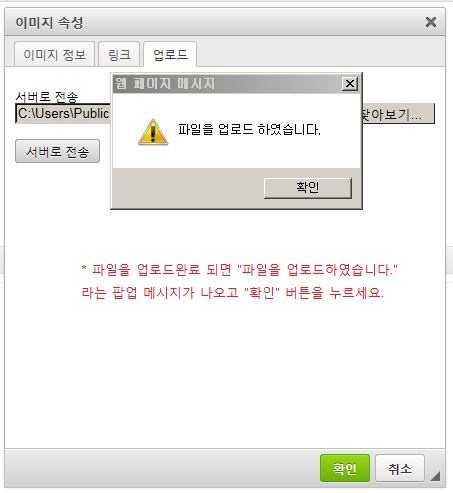 이미지 속성
이미지 정보 링크 업로드
웹 페이지 메시지
서버로 전송
C:\Users\Public
찾아보기...
파일을 업로드 하였습니다.
서버로 전송
확인
* 파일을 업로드완료 되면 "파일을 업로드하였습니다."
라는 팝업 메시지가 나오고 "확인" 버튼을 누르세요.
확인 취소